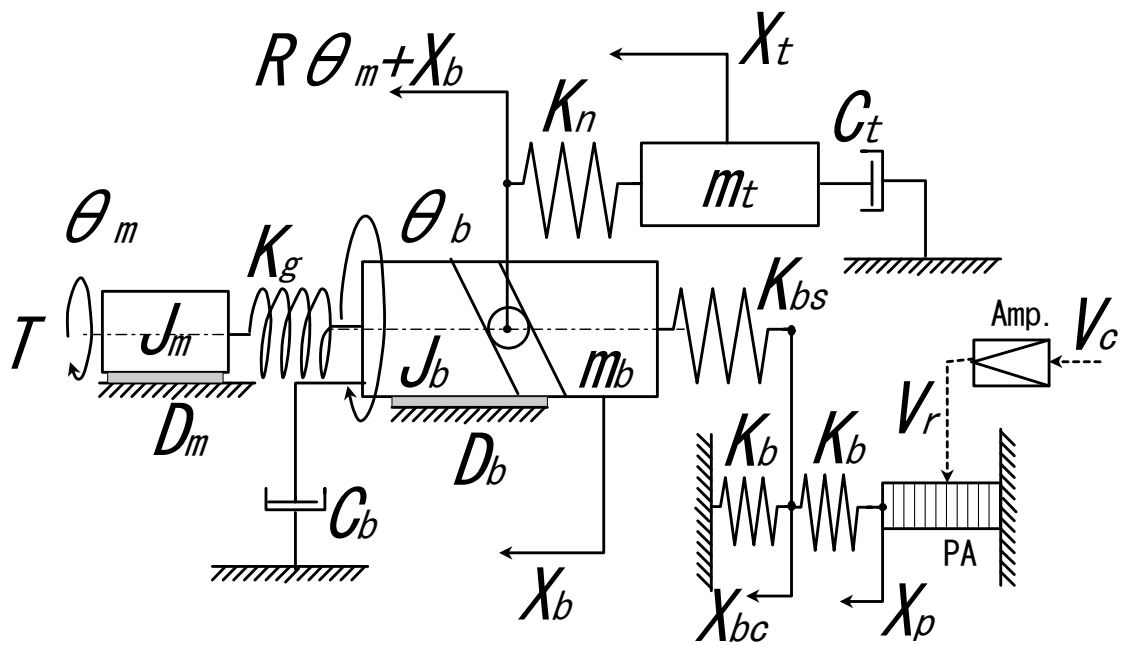 Rθm+Xb
Xt
Kn
Ct
mt
θm
Kg
θb
Kbs
T
Jm
Jb
mb
Amp.
Vc
Dm
Db
Vr
Kb
Kb
Cb
PA
Xb
Xbc
Xp